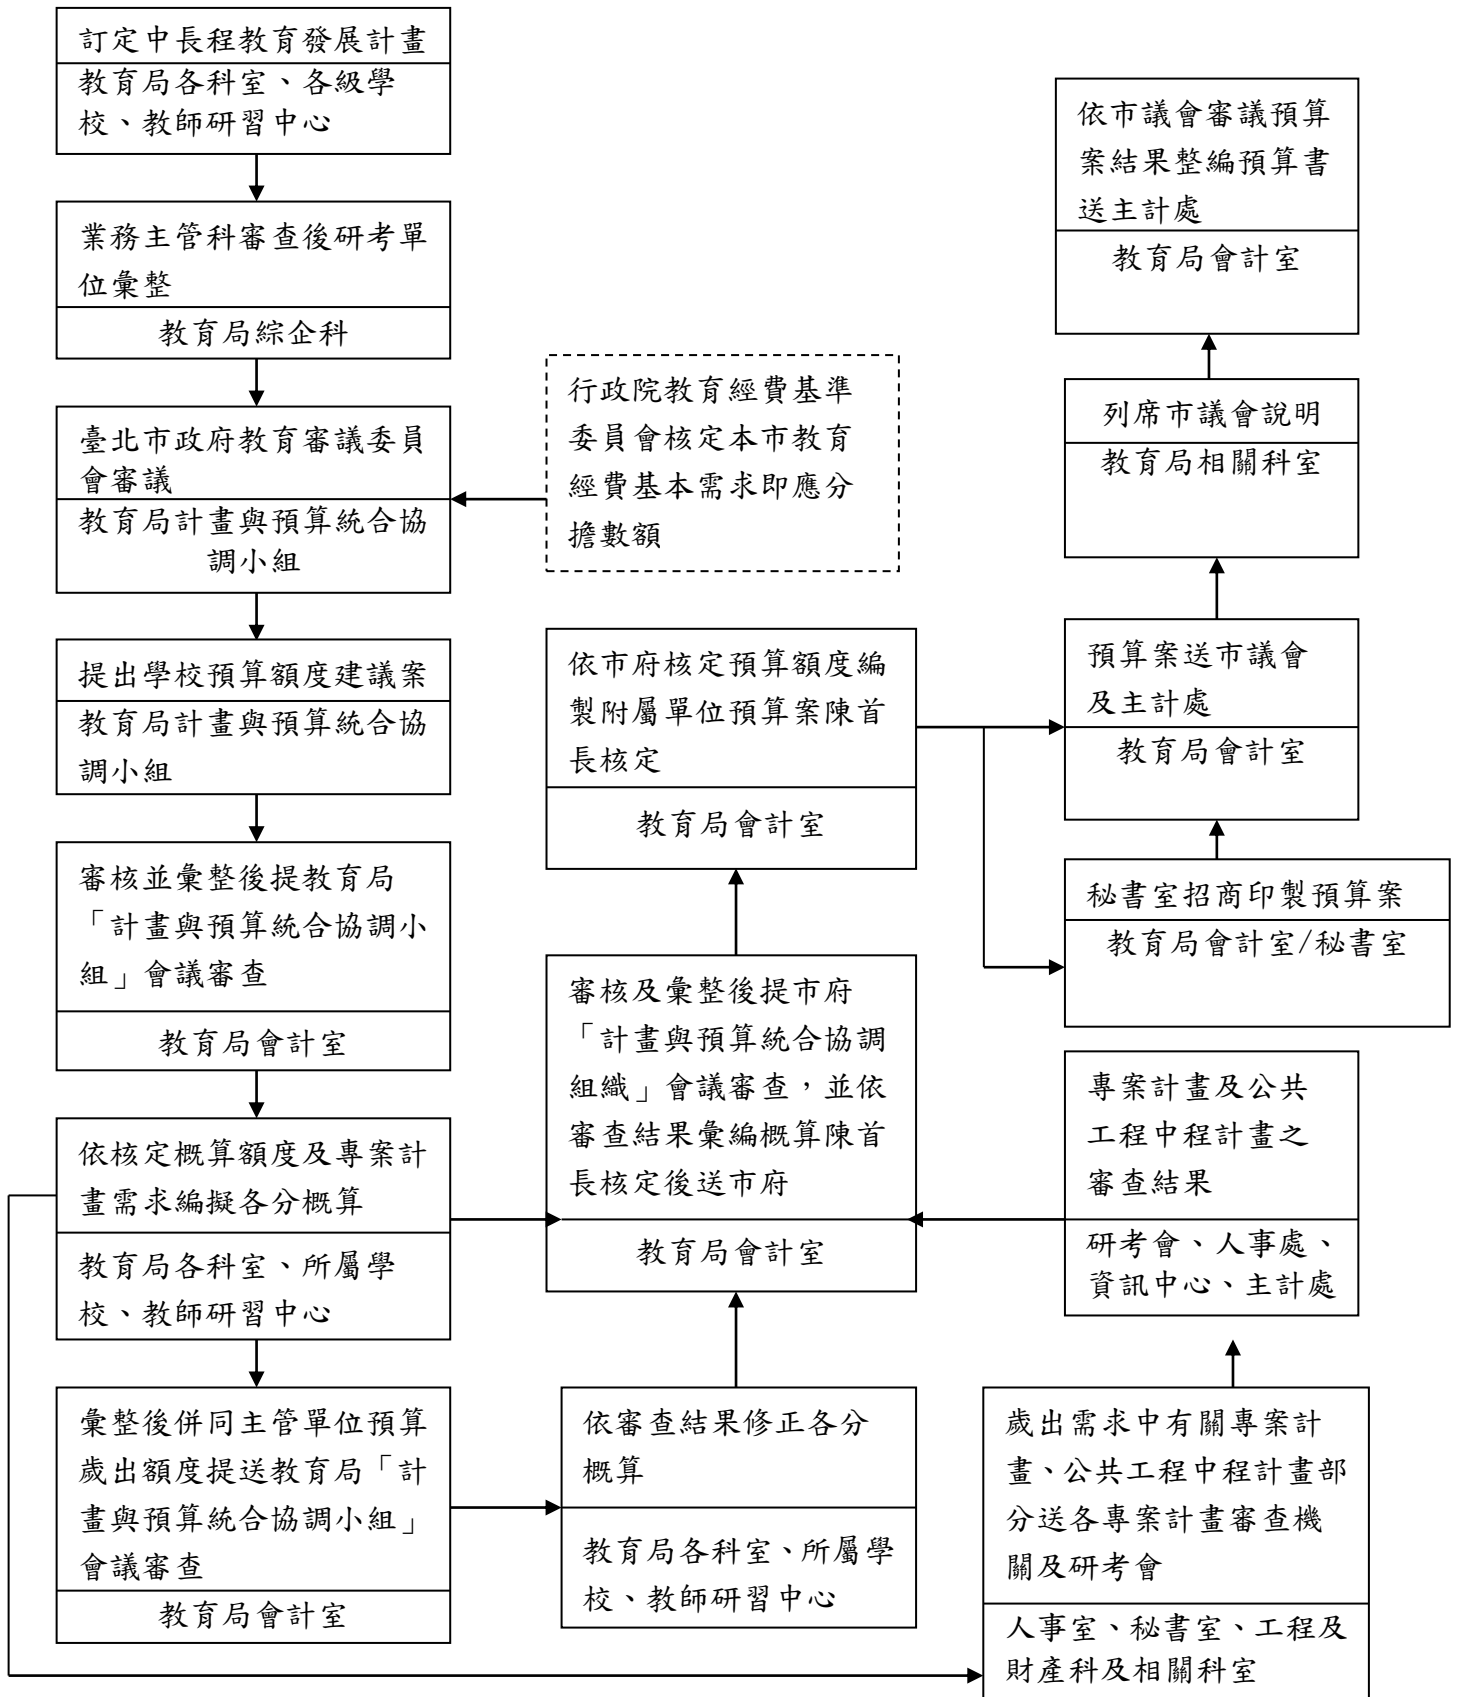 訂定中長程教育發展計畫
教育局各科室、各級學
校、教師研習中心
業務主管科審查後研考單
位彙整
教育局綜企科
臺北市政府教育審議委員
會審議
教育局計畫與預算統合協
調小組
提出學校預算額度建議案
教育局計畫與預算統合協
調小組
審核並彙整後提教育局
「計畫與預算統合協調小
組」會議審查
教育局會計室
依核定概算額度及專案計
畫需求編擬各分概算
教育局各科室、所屬學
校、教師研習中心
彙整後併同主管單位預算
歲出額度提送教育局「計
畫與預算統合協調小組」
會議審查
教育局會計室
行政院教育經費基準
委員會核定本市教育
經費基本需求即應分
擔數額
依市府核定預算額度編
製附屬單位預算案陳首
長核定
教育局會計室
審核及彙整後提市府
「計畫與預算統合協調
組織」會議審查，並依
審查結果彙編概算陳首
長核定後送市府
教育局會計室
依審查結果修正各分
概算
教育局各科室、所屬學
校、教師研習中心
依市議會審議預算
案結果整編預算書
送主計處
教育局會計室
列席市議會說明
教育局相關科室
預算案送市議會
及主計處
教育局會計室
秘書室招商印製預算案
教育局會計室/秘書室
專案計畫及公共
工程中程計畫之
審查結果
研考會、人事處、
資訊中心、主計處
歲出需求中有關專案計
畫、公共工程中程計畫部
分送各專案計畫審查機
關及研考會
人事室、秘書室、工程及
財產科及相關科室